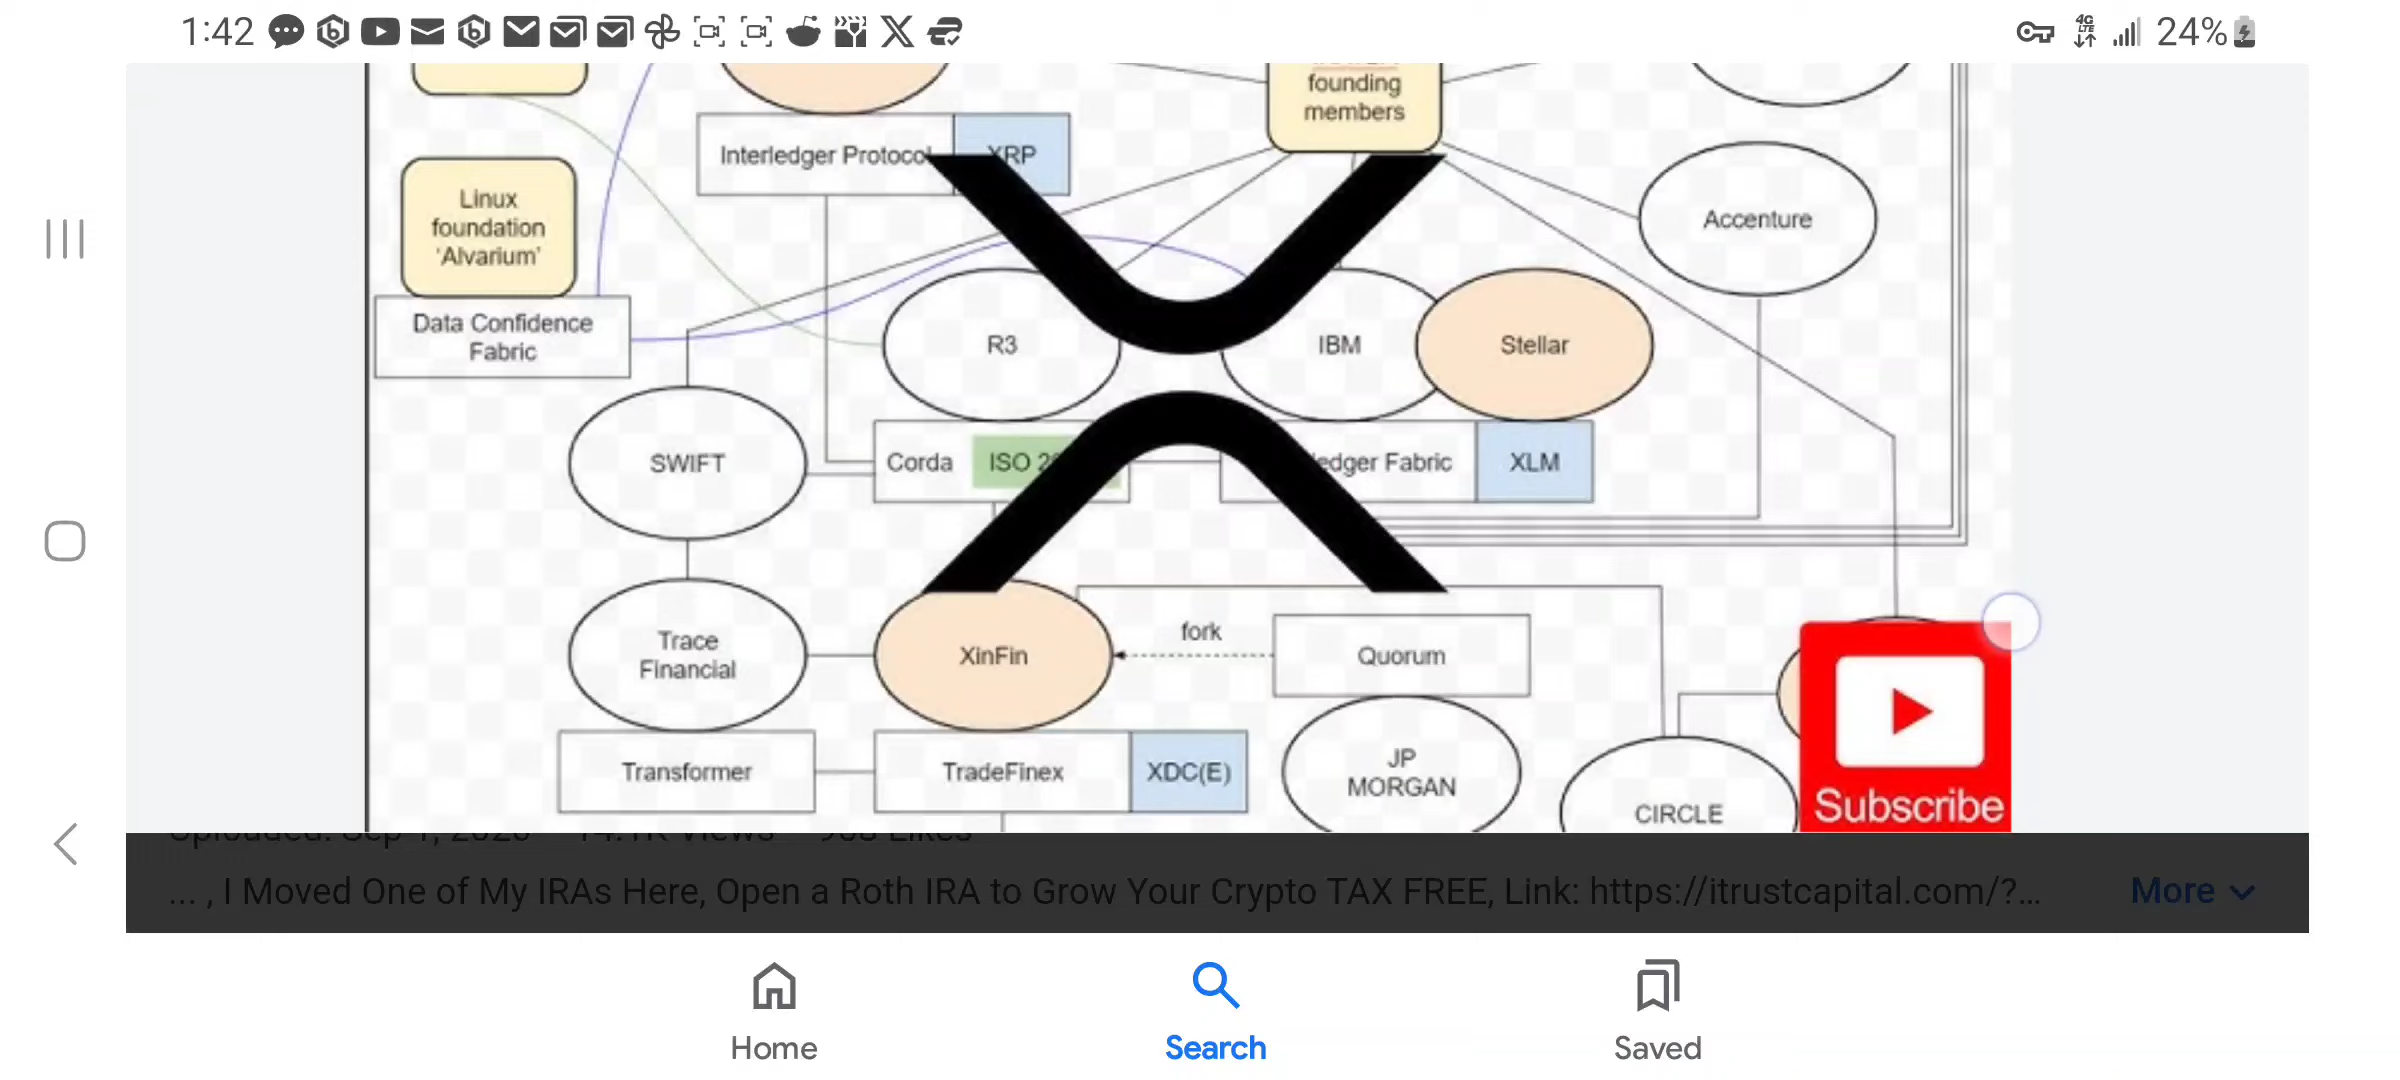 1:42
4G
LTE
24%
founding
members
Interledger Protocol
XRP
Linux
foundation
'Alvarium'
Accenture
Data Confidence
Fabric
R3
IBM
Stellar
SWIFT
Corda
ISO
edger Fabric
XLM
Trace
Financial
XinFin
fork
Quorum
Transformer
TradeFinex
XDC(E)
JP
MORGAN
CIRCLE
Subscribe
... , I Moved One of My IRAs Here, Open a Roth IRA to Grow Your Crypto TAX FREE, Link: https://itrustcapital.com/?...
More
Home
Search
Saved